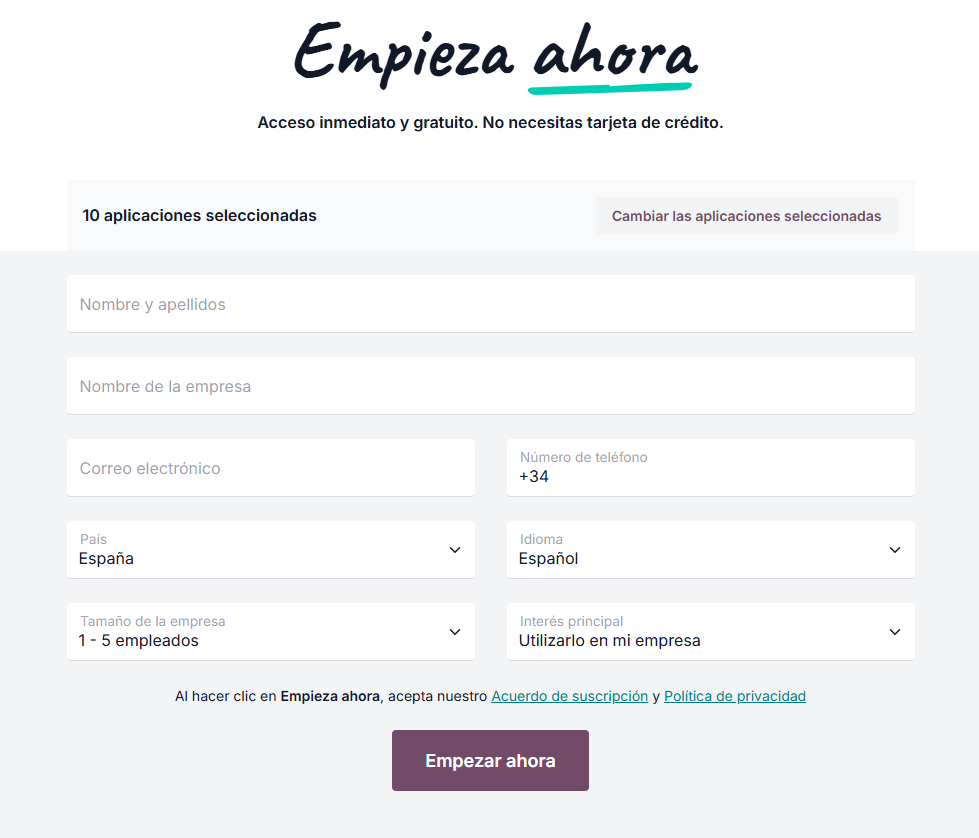 Empieza ahora
Acceso inmediato y gratuito. No necesitas tarjeta de crédito.
10 aplicaciones seleccionadas
Cambiar las aplicaciones seleccionadas
Nombre y apellidos
Nombre de la empresa
Correo electrónico
Número de teléfono
+34
País
España
Idioma
Español
Tamaño de la empresa
1 - 5 empleados
Interés principal
Utilizarlo en mi empresa
Al hacer clic en Empieza ahora, acepta nuestro Acuerdo de suscripción y Política de privacidad
Empezar ahora